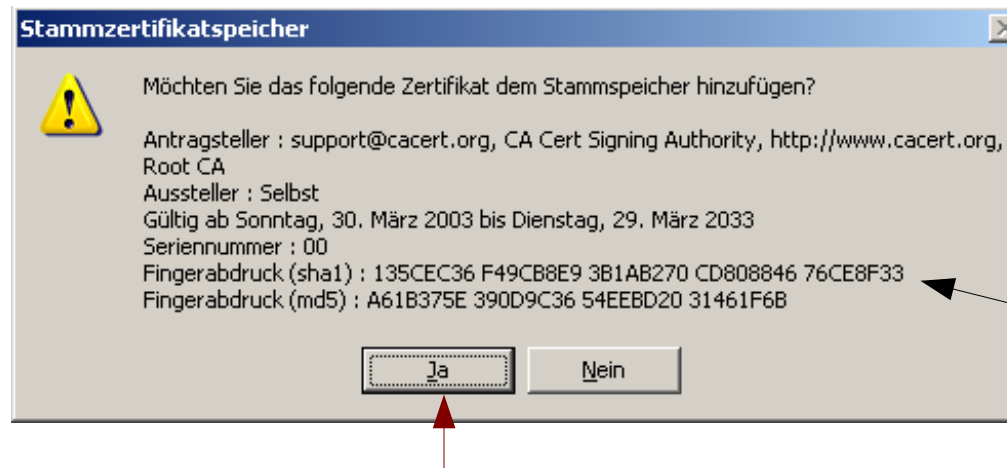 Stammzertifikatspeicher
Möchten Sie das folgende Zertifikat dem Stammspeicher hinzufügen?
Antragsteller : support@cacert.org, CA Cert Signing Authority, http://www.cacert.org,
Root CA
Aussteller : Selbst
Gültig ab Sonntag, 30. März 2003 bis Dienstag, 29. März 2033
Seriennummer : 00
Fingerabdruck (sha1) : 135CEC36 F49CB8E9 3B1AB270 CD808846 76CE8F33
Fingerabdruck (md5) : A61B375E 390D9C36 54EEBD20 31461F6B
Ja Nein